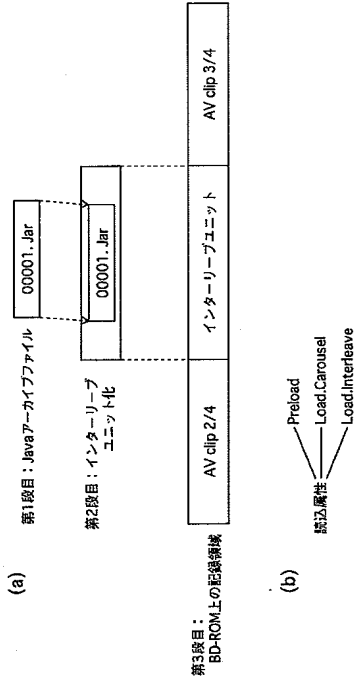 (a)
第1段目：Javaアーカイブファイル
00001. Jar
第2段目：インターリーブ
ユニット化
00001. Jar
第3段目：
BD-ROM上の記録領域
AV clip 2/4
インターリーブユニット
AV clip 3/4
(b)
読込属性
Preload
Load.Carousel
Load.Interleave